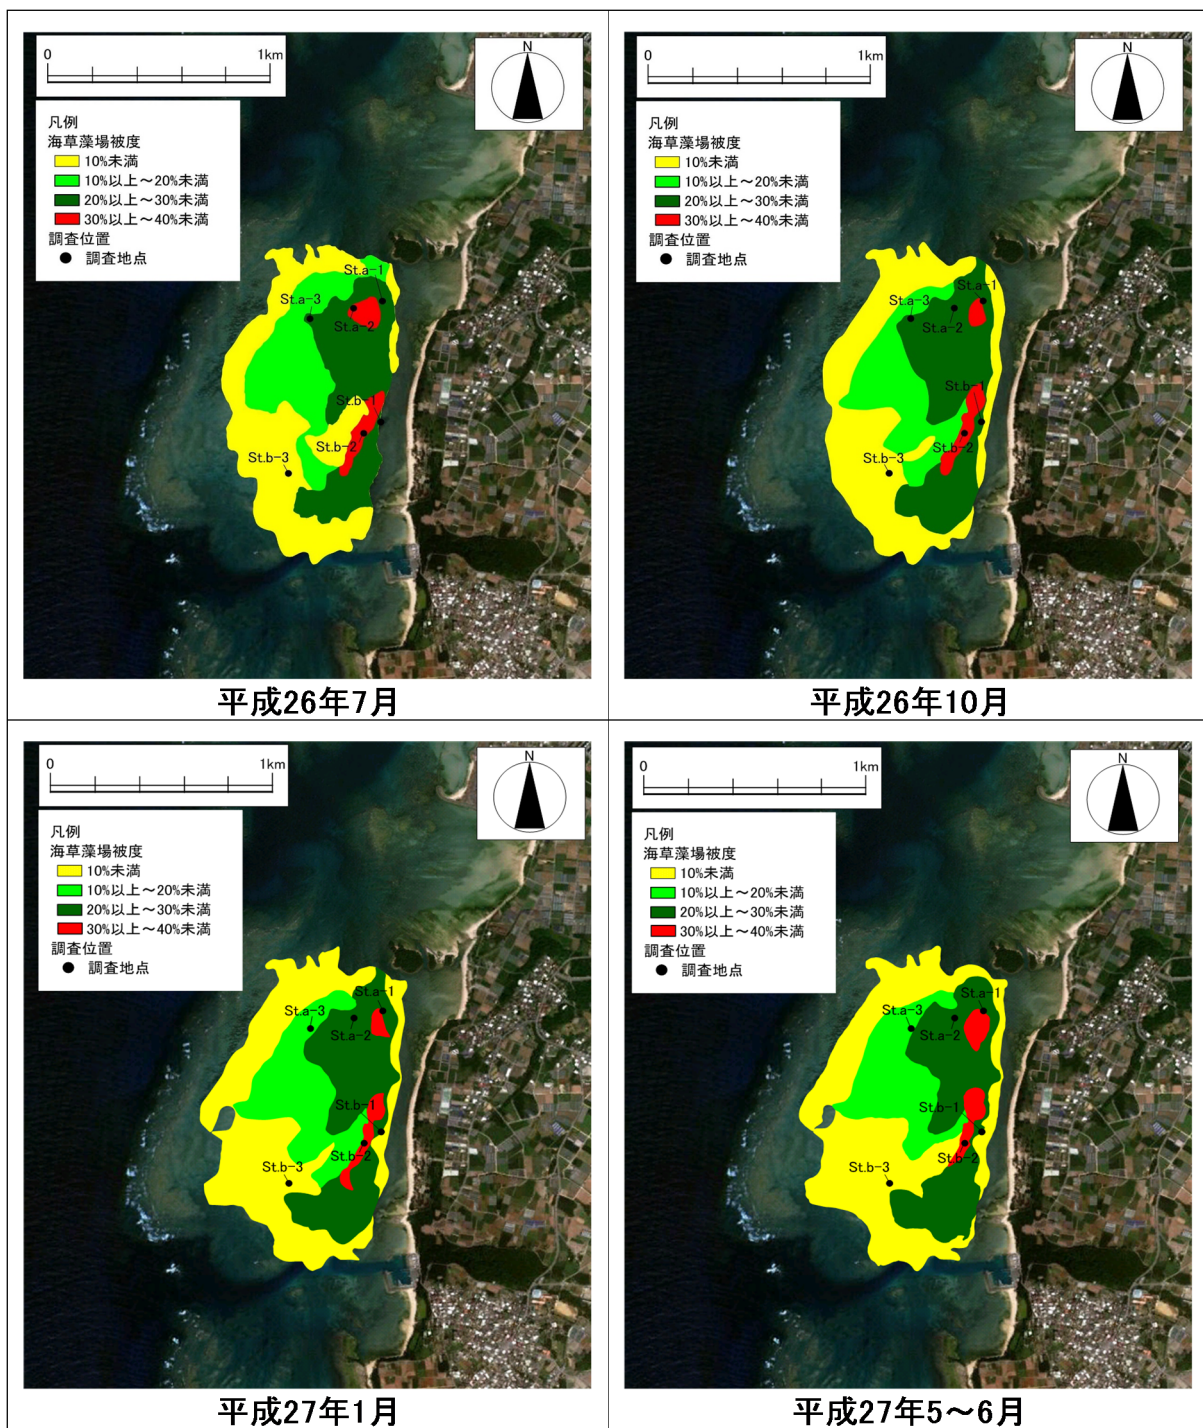 0 1km
N
凡例
海草藻場被度
10%未満
10%以上～20%未満
20%以上～30%未満
30%以上～40%未満
調査位置
調査地点
St.a-1
St.a-3
St.a-2
St.b-1
St.b-2
St.b-3
平成26年7月
0 1km
N
凡例
海草藻場被度
10%未満
10%以上～20%未満
20%以上～30%未満
30%以上～40%未満
調査位置
調査地点
St.a-1
St.a-3
St.a-2
St.b-1
St.b-2
St.b-3
平成26年10月
0 1km
N
凡例
海草藻場被度
10%未満
10%以上～20%未満
20%以上～30%未満
30%以上～40%未満
調査位置
調査地点
St.a-1
St.a-3
St.a-2
St.b-1
St.b-2
St.b-3
平成27年1月
0 1km
N
凡例
海草藻場被度
10%未満
10%以上～20%未満
20%以上～30%未満
30%以上～40%未満
調査位置
調査地点
St.a-1
St.a-3
St.a-2
St.b-1
St.b-2
St.b-3
平成27年5～6月